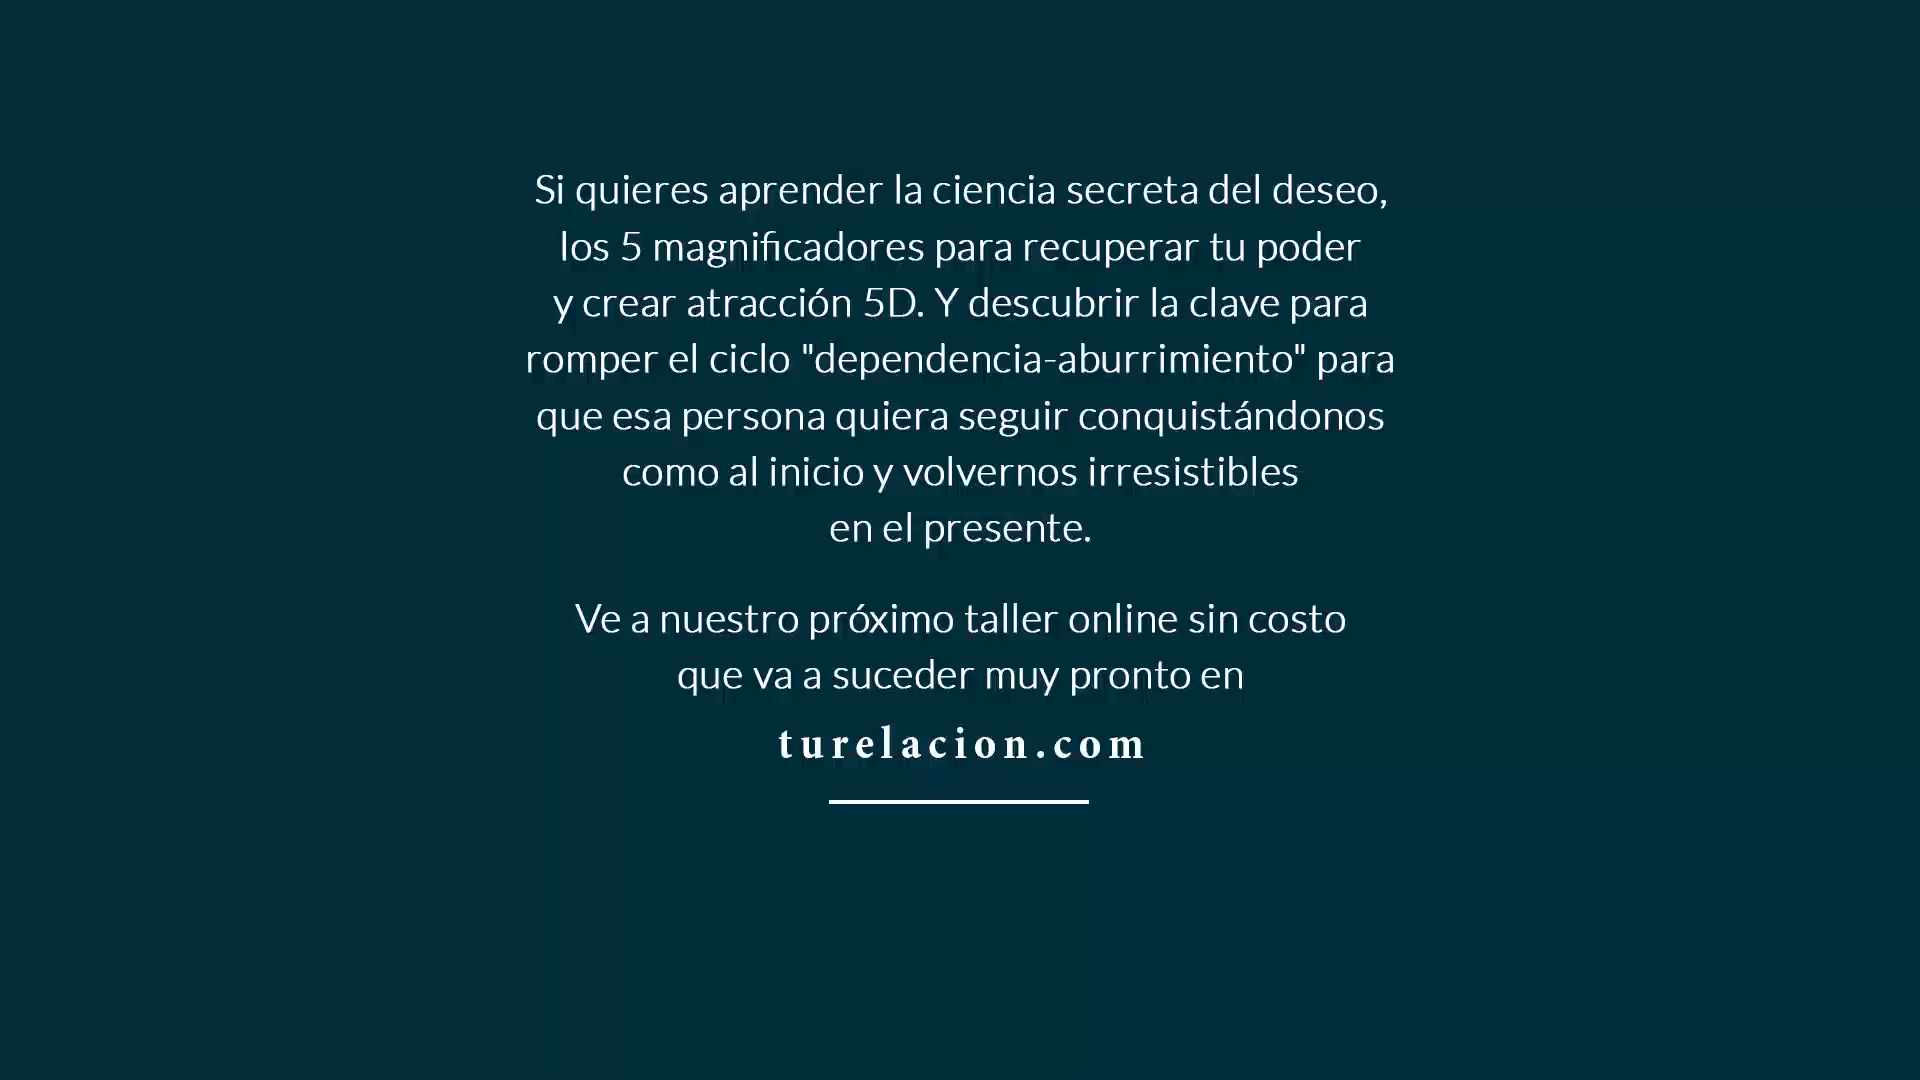 Si quieres aprender la ciencia secreta del deseo,
los 5 magnificadores para recuperar tu poder
y crear atracción 5D. Y descubrir la clave para
romper el ciclo "dependencia-aburrimiento" para
que esa persona quiera seguir conquistándonos
como al inicio y volvernos irresistibles
en el presente.
Ve a nuestro próximo taller online sin costo
que va a suceder muy pronto en
turelacion.com